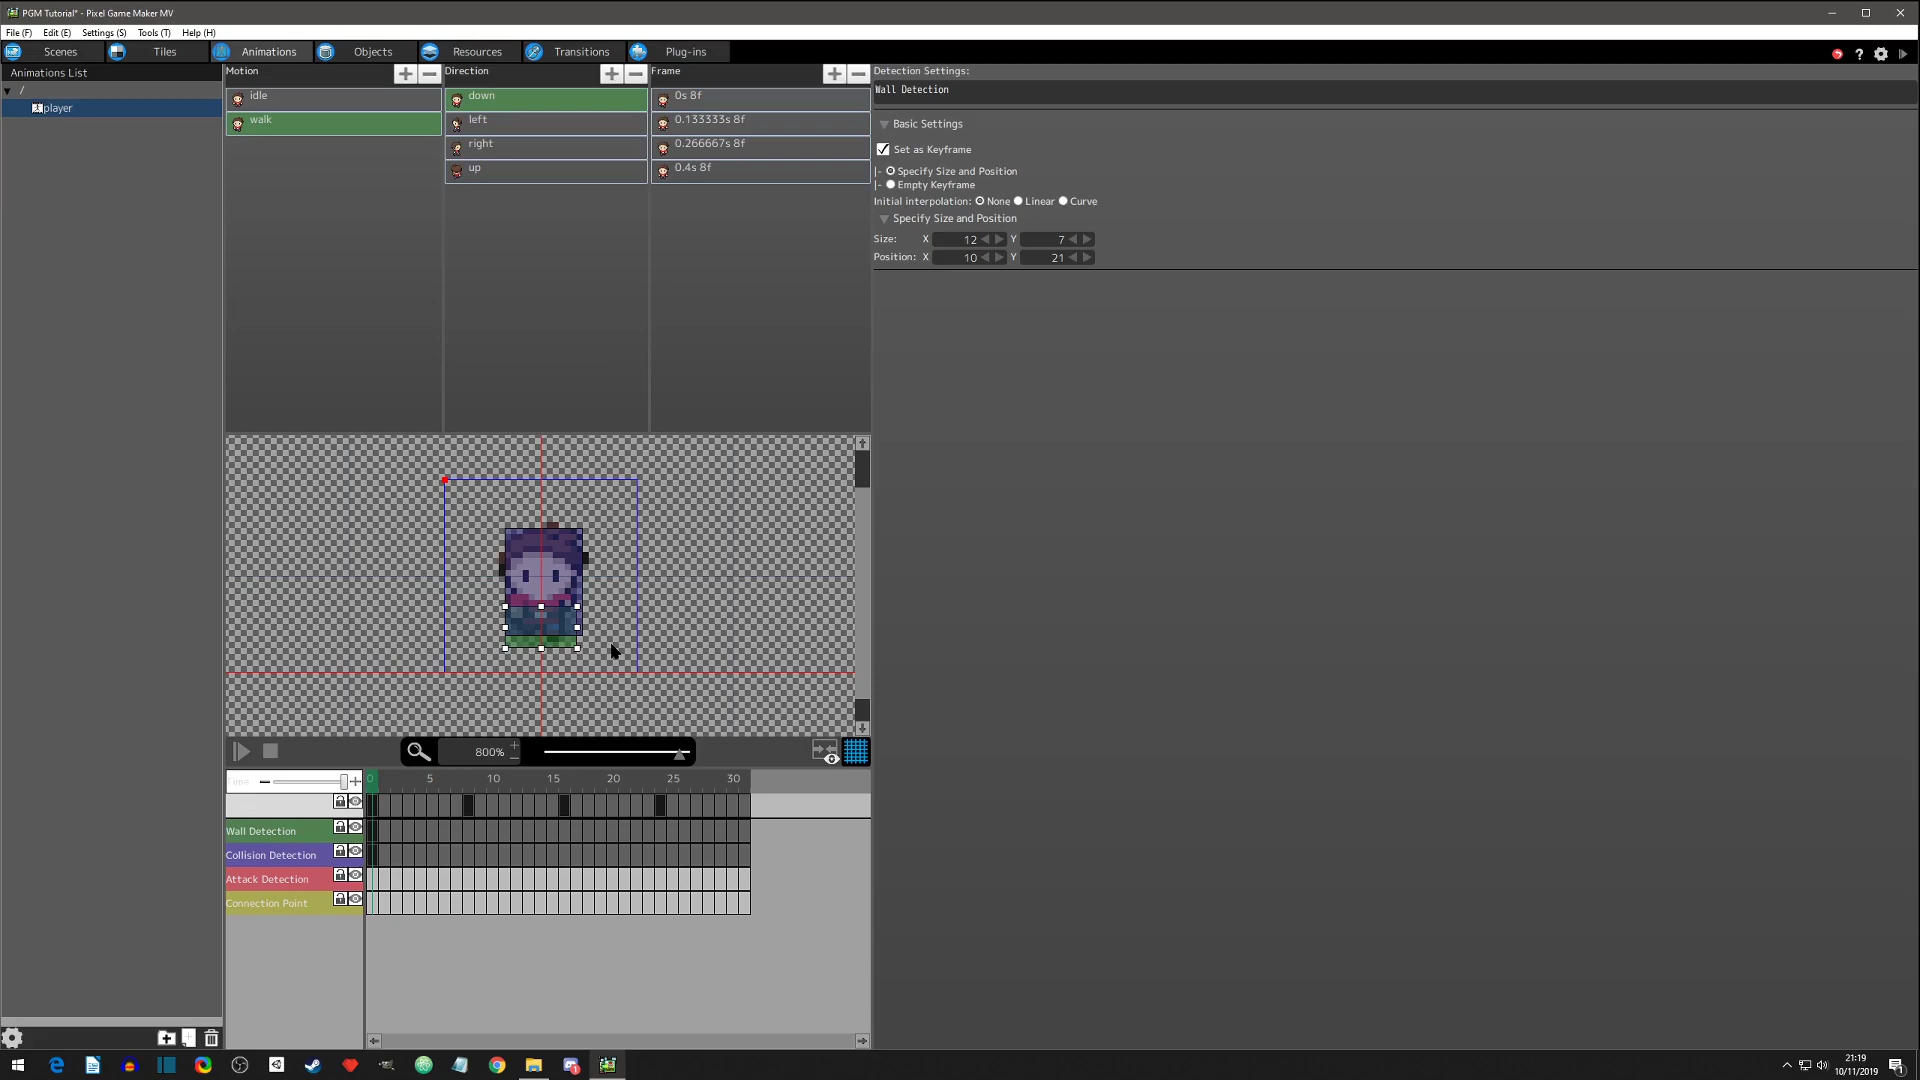 PGM Tutorial* - Pixel Game Maker MV
File (F) Edit (E) Settings (S) Tools (T) Help (H)
Scenes Tiles Animations Objects Resources Transitions Plug-ins
Animations List
/
player
Motion
idle
walk
Direction
down
left
right
up
Frame
0s 8f
0.133333s 8f
0.266667s 8f
0.4s 8f
Detection Settings:
Wall Detection
Basic Settings
Set as Keyframe
|- Specify Size and Position
|- Empty Keyframe
Initial interpolation: None Linear Curve
Specify Size and Position
Size: X 12 Y 7
Position: X 10 Y 21
800%
0 5 10 15 20 25 30
Wall Detection
Collision Detection
Attack Detection
Connection Point
21:19
10/11/2019